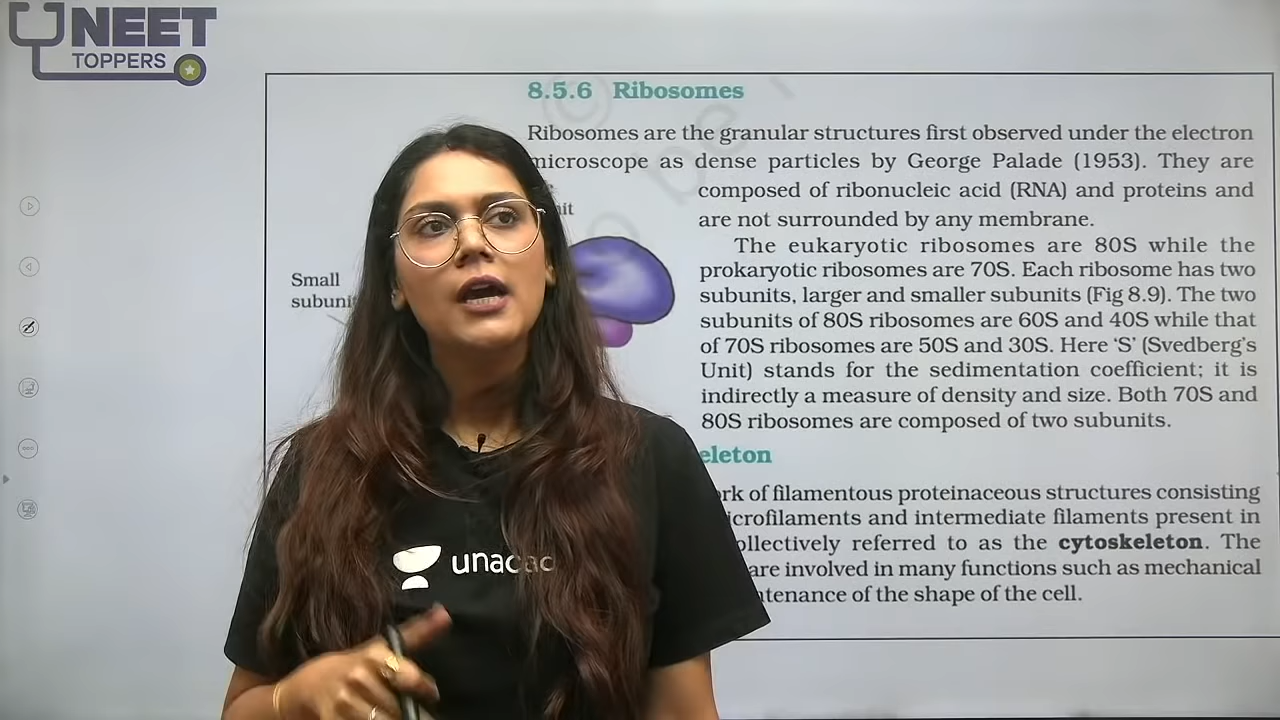 NEET
TOPPERS
8.5.6 Ribosomes
Ribosomes are the granular structures first observed under the electron
microscope as dense particles by George Palade (1953). They are
composed of ribonucleic acid (RNA) and proteins and
are not surrounded by any membrane.
Small
subunit
The eukaryotic ribosomes are 80S while the
prokaryotic ribosomes are 70S. Each ribosome has two
subunits, larger and smaller subunits (Fig 8.9). The two
subunits of 80S ribosomes are 60S and 40S while that
of 70S ribosomes are 50S and 30S. Here ‘S’ (Svedberg's
Unit) stands for the sedimentation coefficient; it is
indirectly a measure of density and size. Both 70S and
80S ribosomes are composed of two subunits.
eleton
of filamentous proteinaceous structures consisting
and intermediate filaments present in
ollectively referred to as the cytoskeleton. The
are involved in many functions such as mechanical
tenance of the shape of the cell.
unacac